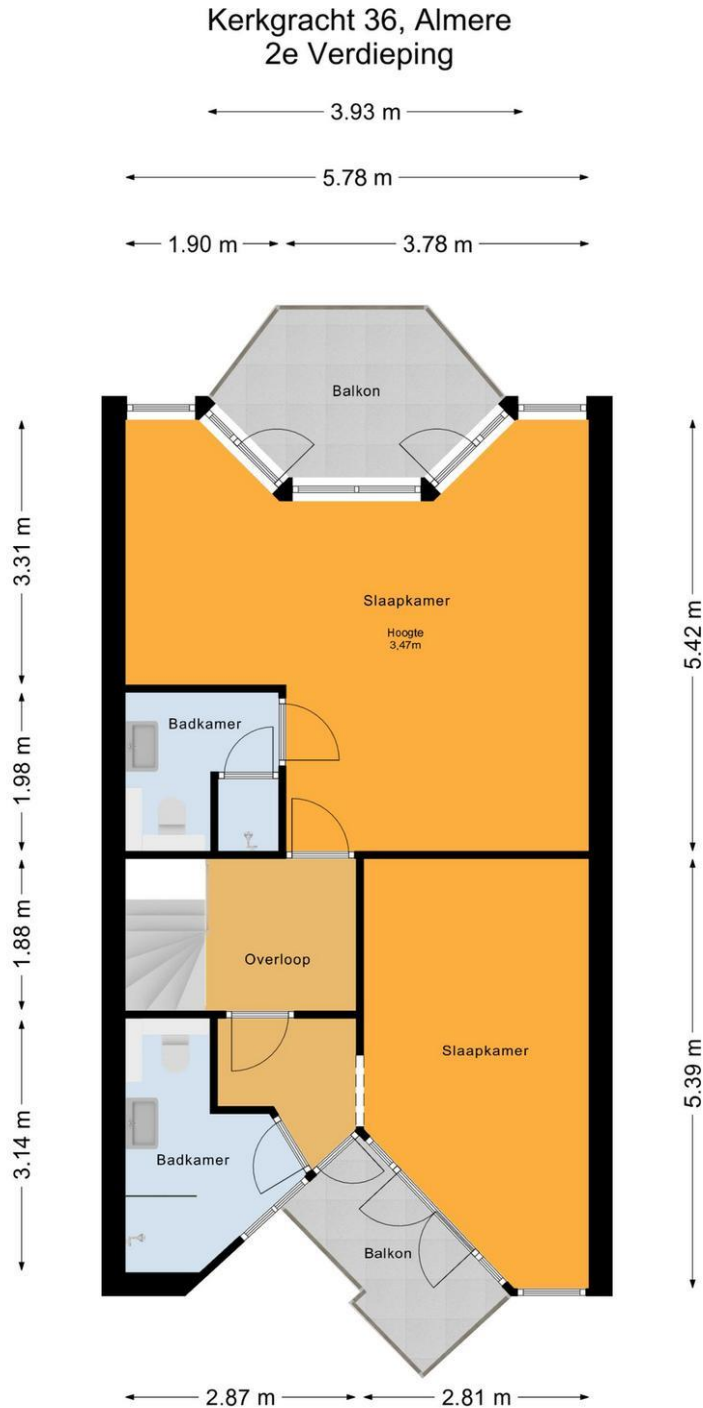 Kerkgracht 36, Almere
2e Verdieping
3.93 m
5.78 m
1.90 m
3.78 m
Balkon
3.31 m
Slaapkamer
Hoogte
3,47m
5.42 m
Badkamer
1.98 m
1.88 m
Overloop
Slaapkamer
5.39 m
3.14 m
Badkamer
Balkon
2.87 m
2.81 m